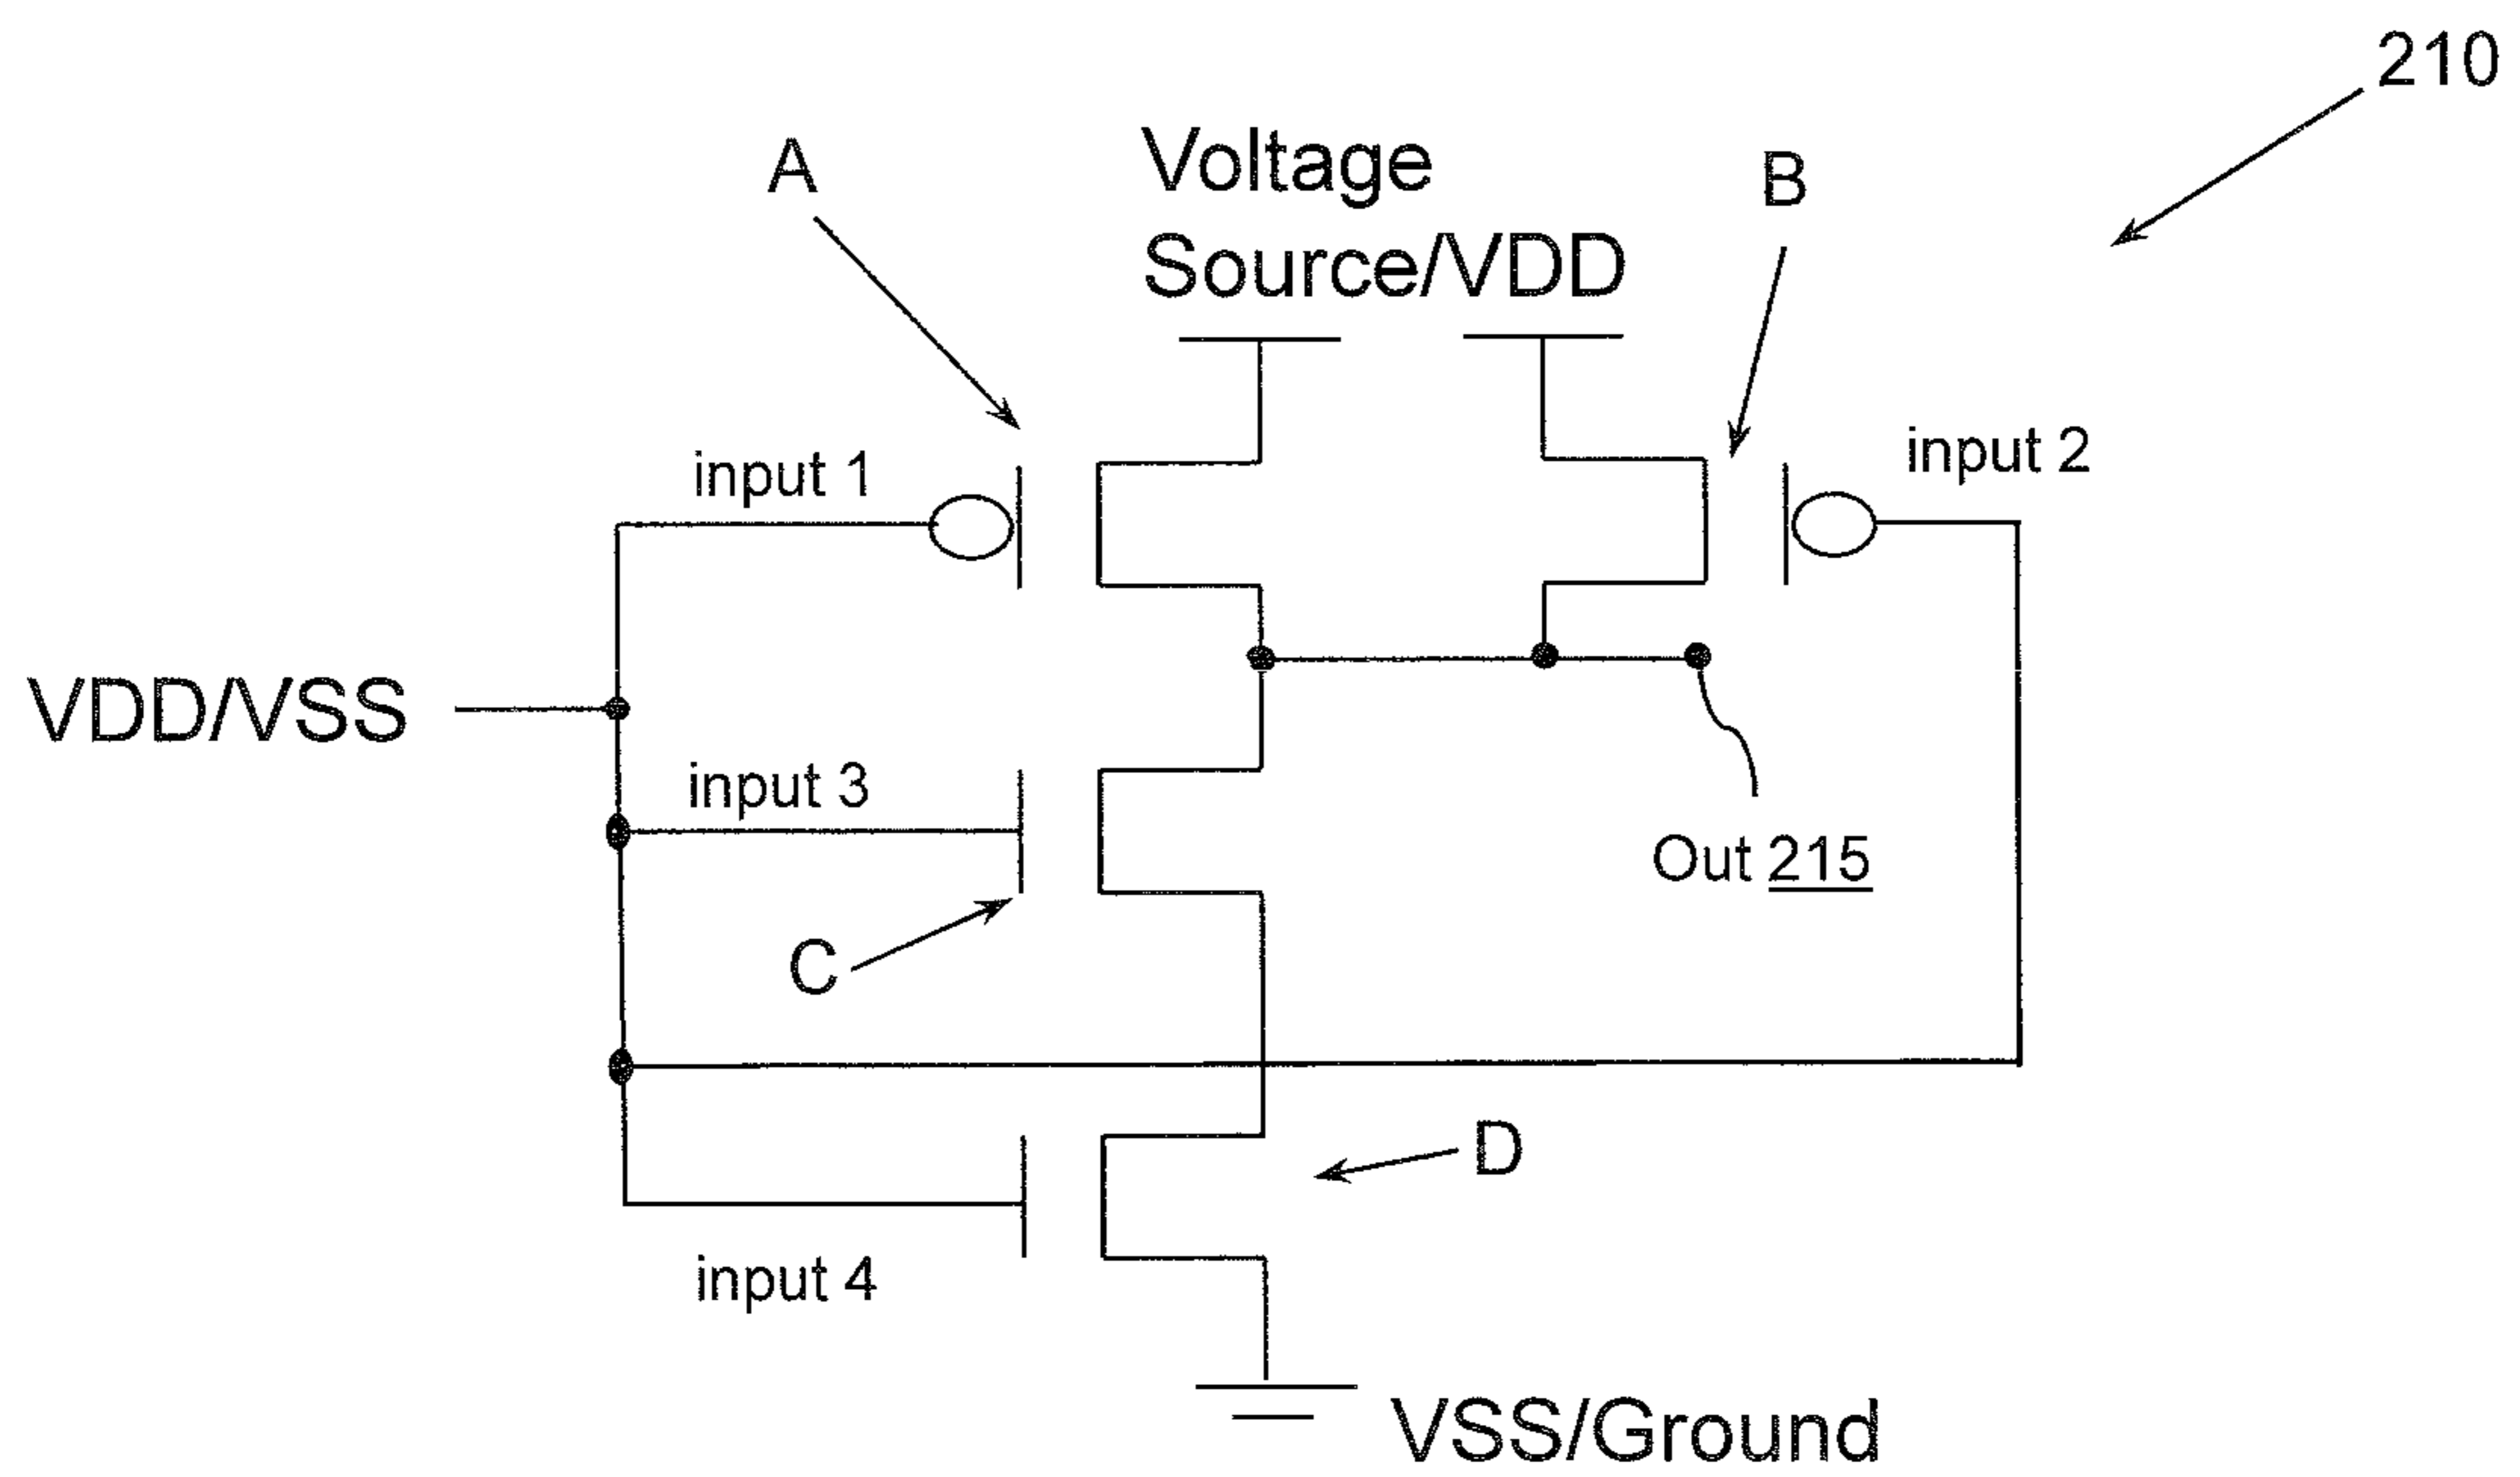 210
A
Voltage
Source/VDD
B
input 1
input 2
VDD/VSS
input 3
Out 215
C
D
input 4
VSS/Ground